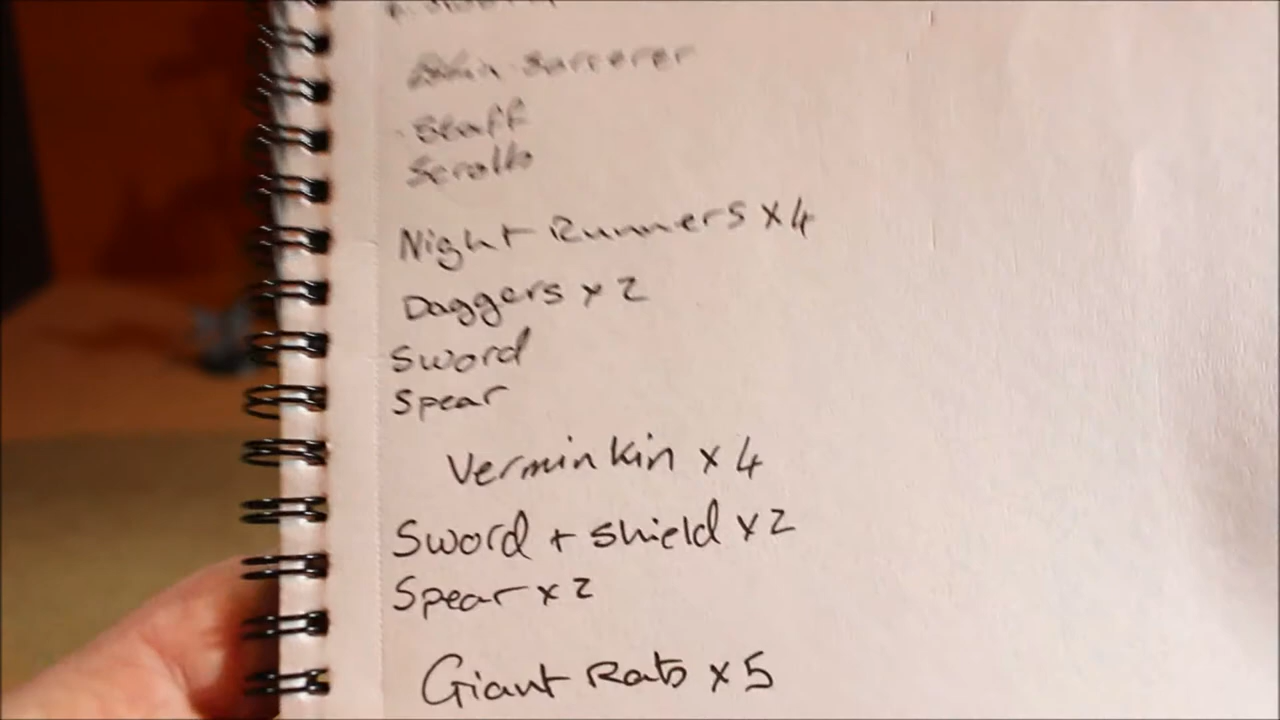 Sorcerer
Staff
Scrolls
Night Runners x 4
Daggers x 2
Sword
Spear
Verminkin x 4
Sword + shield x 2
Spear x 2
Giant Rats x 5